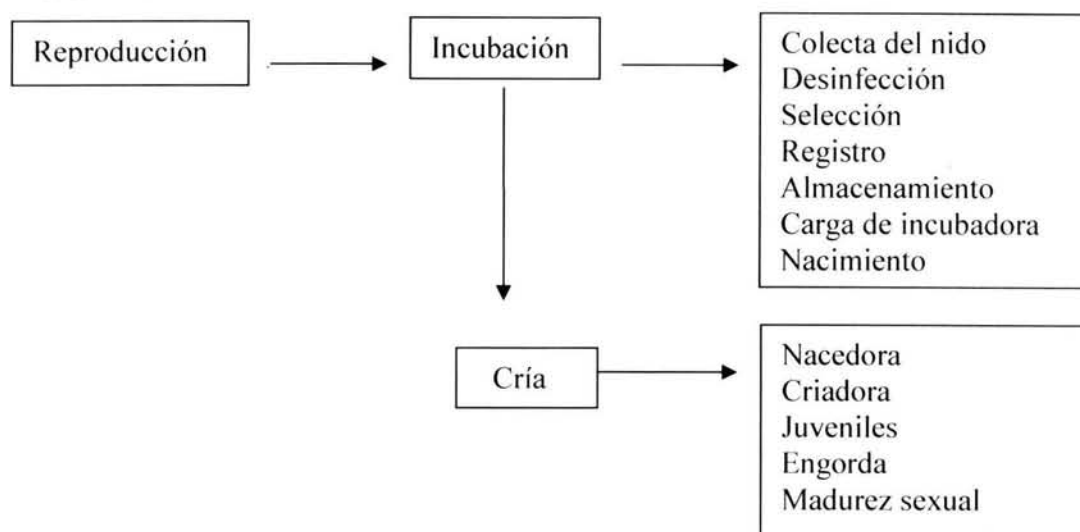 Reproducción
Incubación
Colecta del nido
Desinfección
Selección
Registro
Almacenamiento
Carga de incubadora
Nacimiento
Cría
Nacedora
Criadora
Juveniles
Engorda
Madurez sexual